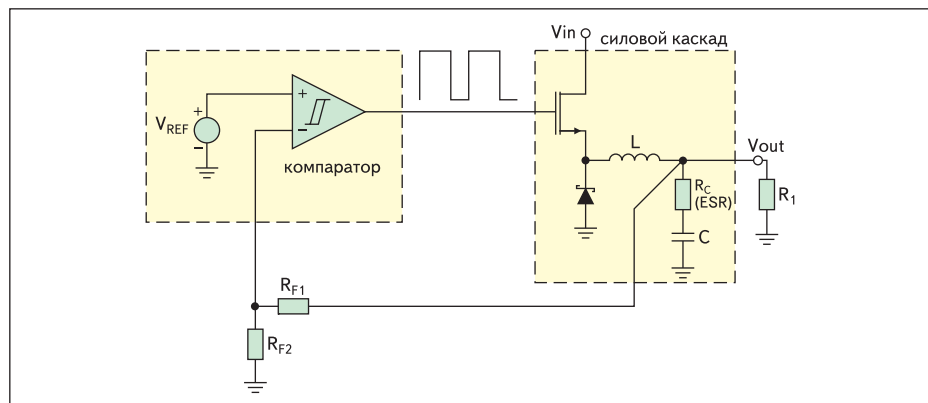 Vin
силовой каскад
+
V_REF
-
+
-
компаратор
L
Vout
R_C
(ESR)
R_1
C
R_F1
R_F2